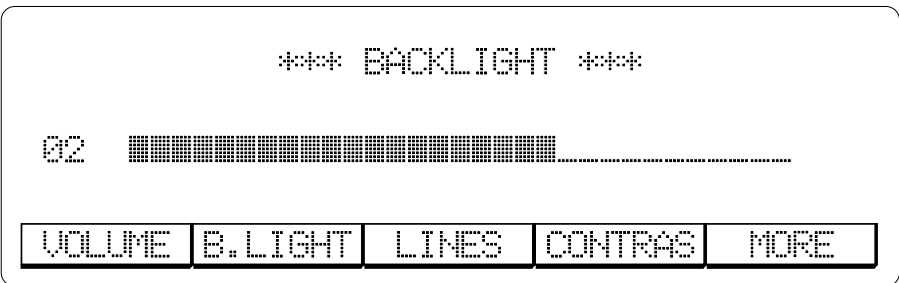 *** BACKLIGHT ***
02
VOLUME B.LIGHT LINES CONTRAS MORE